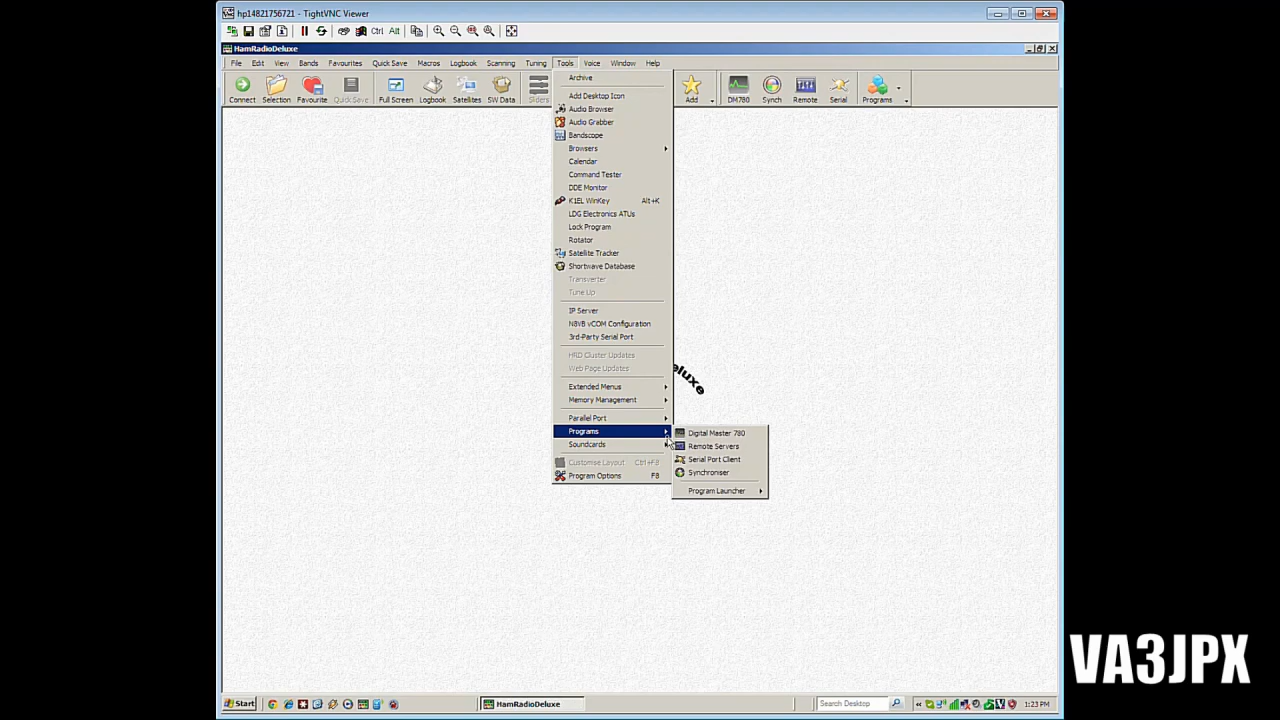 hp14821756721 - TightVNC Viewer
Ctrl Alt
HamRadioDeluxe
File Edit View Bands Favourites Quick Save Macros Logbook Scanning Tuning Tools Voice Window Help
Connect Selection Favourite Quick Save Full Screen Logbook Satellites SW Data Sliders Add DM780 Synch Remote Serial Programs
Archive
Add Desktop Icon
Audio Browser
Audio Grabber
Bandscope
Browsers
Calendar
Command Tester
DDE Monitor
K1EL WinKey Alt+K
LDG Electronics ATUs
Lock Program
Rotator
Satellite Tracker
Shortwave Database
Transverter
Tune Up
IP Server
N8VB vCOM Configuration
3rd-Party Serial Port
HRD Cluster Updates
Web Page Updates
Extended Menus
Memory Management
Parallel Port
Programs
Soundcards
Customise Layout Ctrl+F8
Program Options F8
eluxe
Digital Master 780
Remote Servers
Serial Port Client
Synchroniser
Program Launcher
VA3JPX
Start HamRadioDeluxe Search Desktop 1:23 PM